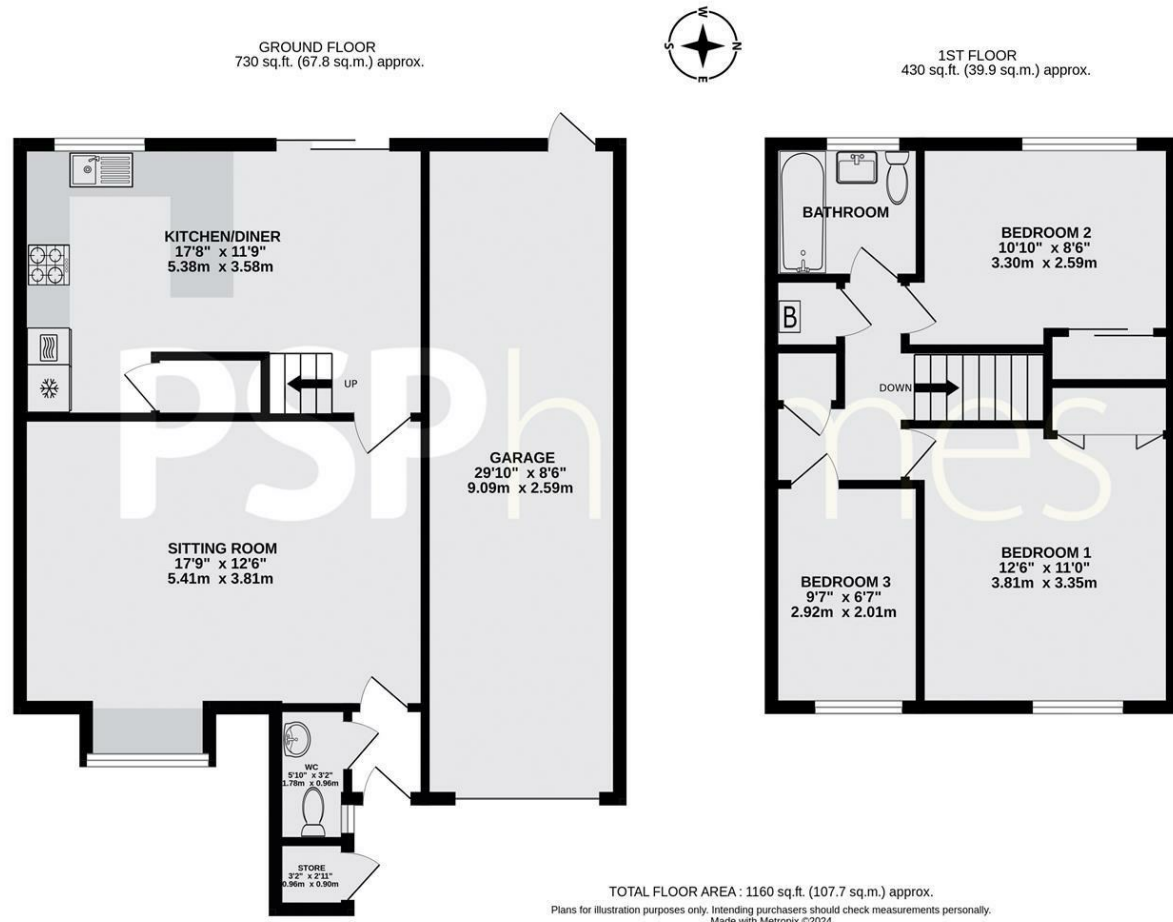 GROUND FLOOR
730 sq.ft. (67.8 sq.m.) approx.
W
S
N
E
1ST FLOOR
430 sq.ft. (39.9 sq.m.) approx.
KITCHEN/DINER
17'8" x 11'9"
5.38m x 3.58m
UP
SITTING ROOM
17'9" x 12'6"
5.41m x 3.81m
GARAGE
29'10" x 8'6"
9.09m x 2.59m
WC
5'10" x 3'2"
1.78m x 0.96m
STORE
3'2" x 2'11"
0.96m x 0.90m
BATHROOM
BEDROOM 2
10'10" x 8'6"
3.30m x 2.59m
B
DOWN
BEDROOM 1
12'6" x 11'0"
3.81m x 3.35m
BEDROOM 3
9'7" x 6'7"
2.92m x 2.01m
PSPh mes
TOTAL FLOOR AREA : 1160 sq.ft. (107.7 sq.m.) approx.
Plans for illustration purposes only. Intending purchasers should check measurements personally.
Made with Metropix ©2024